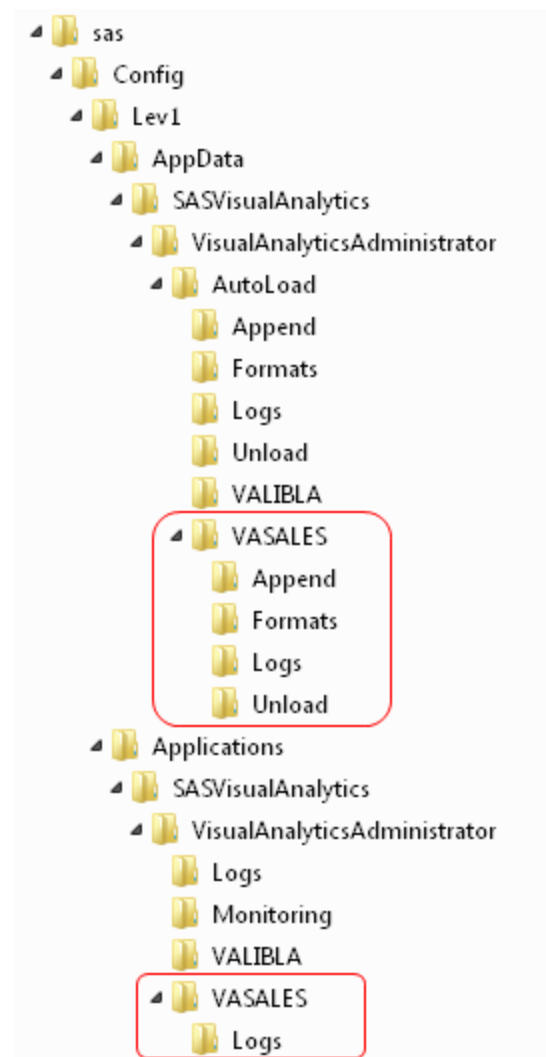 sas
Config
Lev1
AppData
SASVisualAnalytics
VisualAnalyticsAdministrator
AutoLoad
Append
Formats
Logs
Unload
VALIBLA
VASALES
Append
Formats
Logs
Unload
Applications
SASVisualAnalytics
VisualAnalyticsAdministrator
Logs
Monitoring
VALIBLA
VASALES
Logs